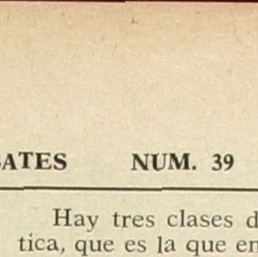 ATES NUM. 39
Hay tres clases d
tica, que es la que en